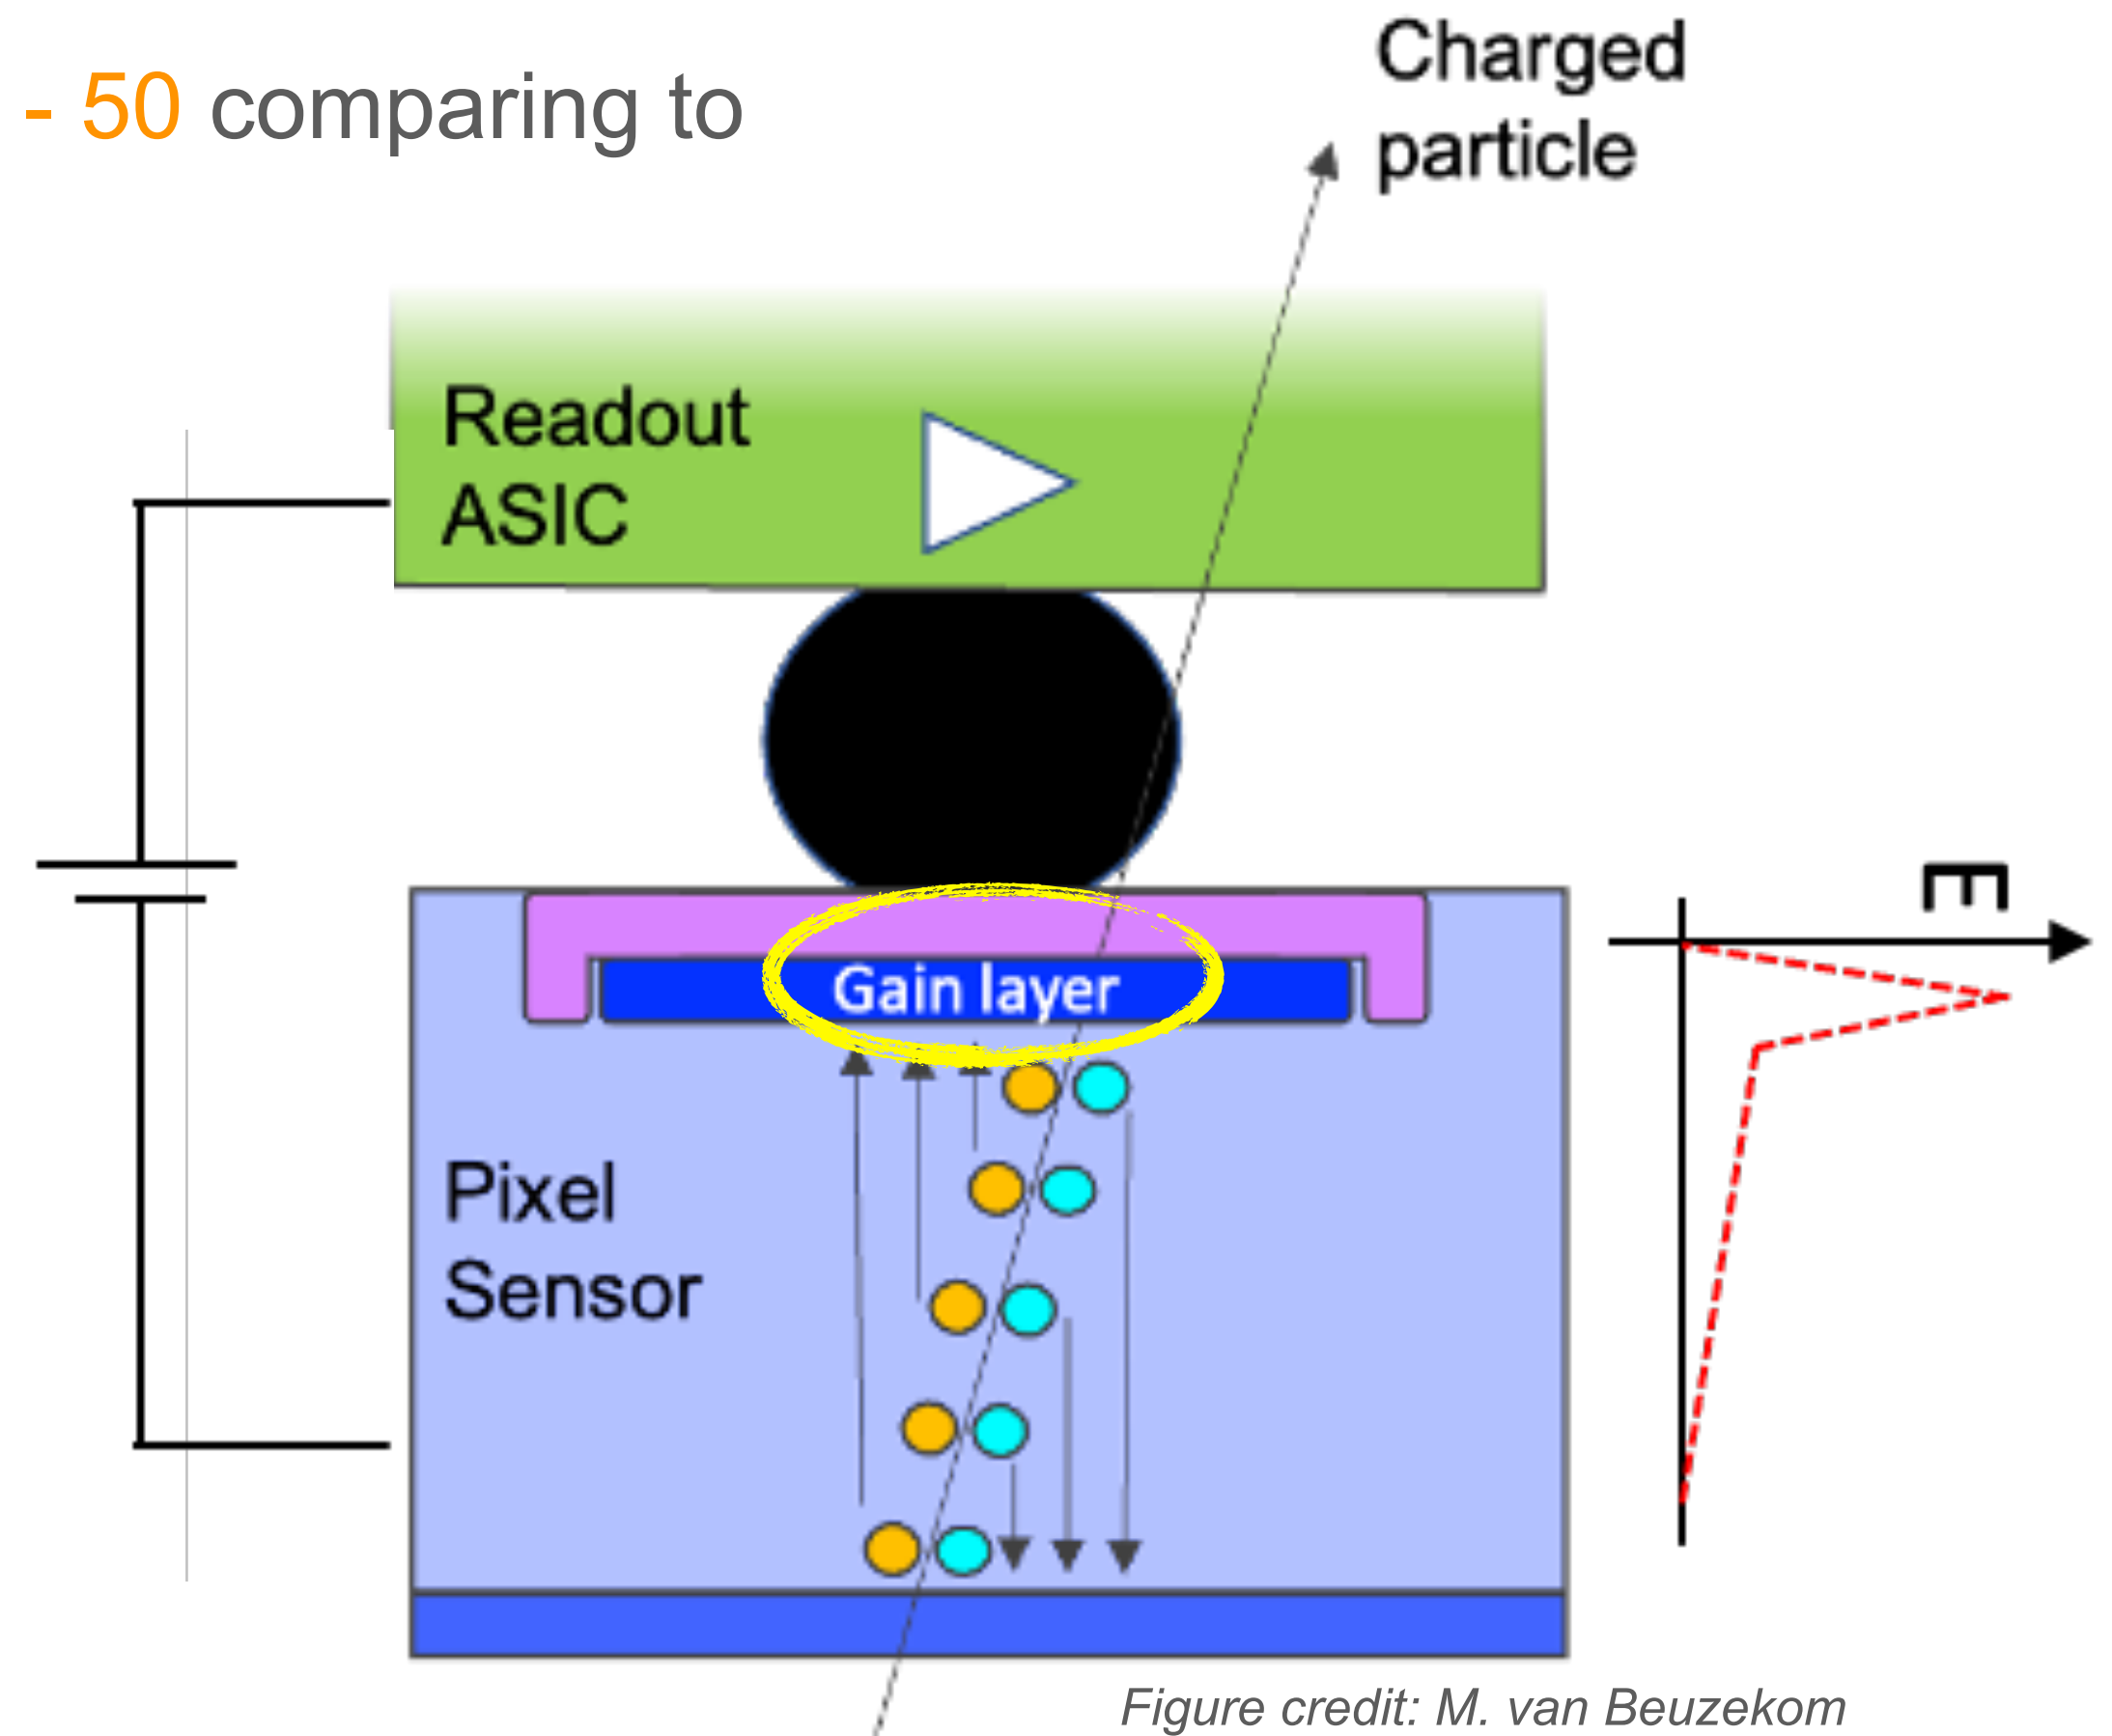 - 50 comparing to
Charged
particle
Readout
ASIC
E
Gain layer
Pixel
Sensor
Figure credit: M. van Beuzekom